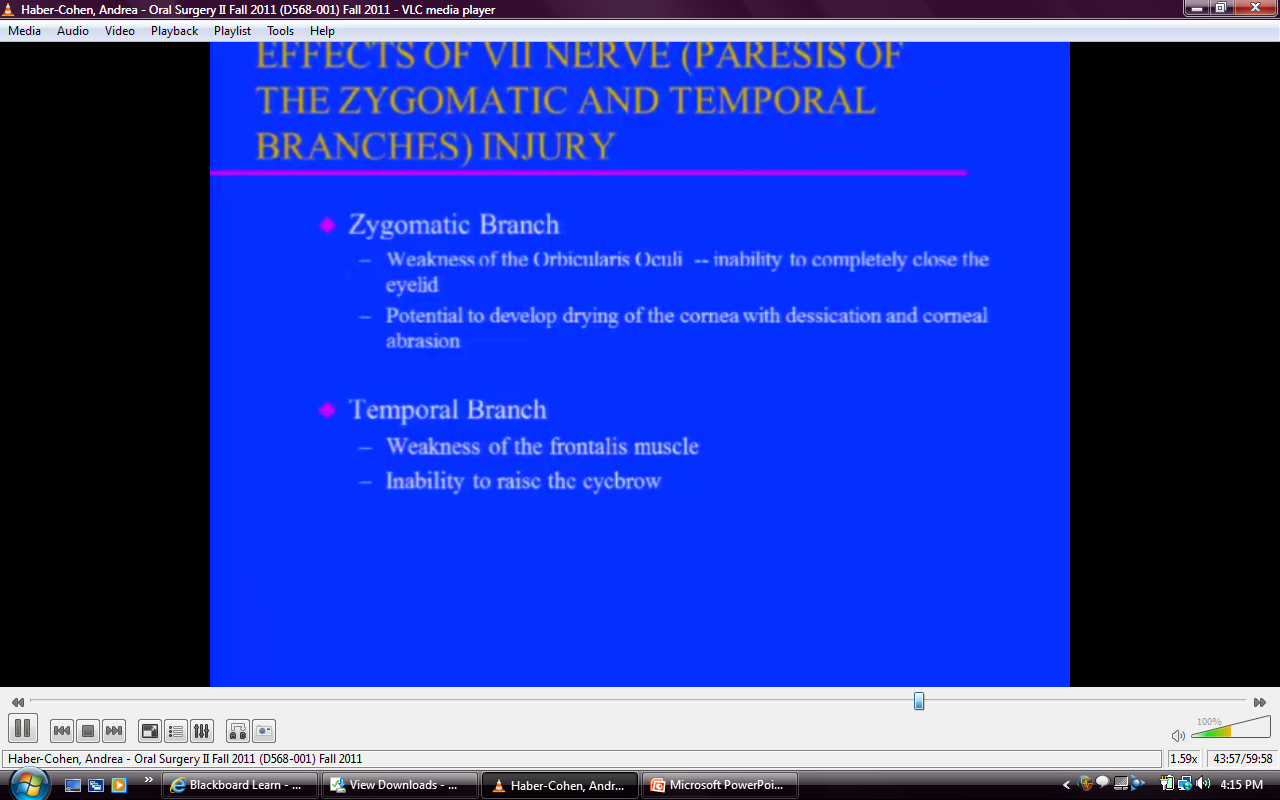 Haber-Cohen, Andrea - Oral Surgery II Fall 2011 (D568-001) Fall 2011 - VLC media player
Media Audio Video Playback Playlist Tools Help
EFFECTS OF VII NERVE (PARESIS OF
THE ZYGOMATIC AND TEMPORAL
BRANCHES) INJURY
Zygomatic Branch
– Weakness of the Orbicularis Oculi -- inability to completely close the
eyelid
– Potential to develop drying of the cornea with dessication and corneal
abrasion
Temporal Branch
– Weakness of the frontalis muscle
– Inability to raise the eyebrow
100%
Haber-Cohen, Andrea - Oral Surgery II Fall 2011 (D568-001) Fall 2011
1.59x
43:57/59:58
Blackboard Learn - ...
View Downloads - ...
Haber-Cohen, Andr...
Microsoft PowerPoi...
4:15 PM